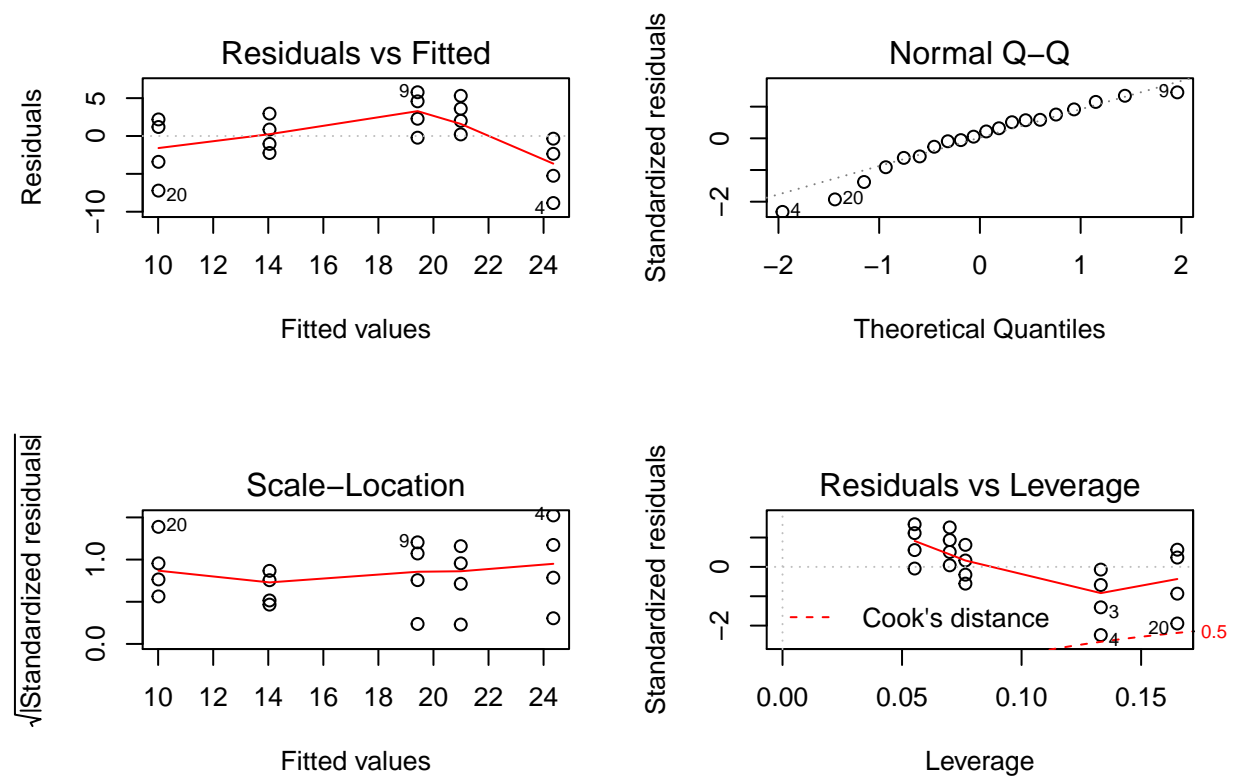 Residuals vs Fitted
Residuals
5
0
−10
9
20
4
10 12 14 16 18 20 22 24
Fitted values
Normal Q−Q
Standardized residuals
0
−2
9
20
4
−2 −1 0 1 2
Theoretical Quantiles
Scale−Location
√|Standardized residuals|
1.0
0.0
20
9
4
10 12 14 16 18 20 22 24
Fitted values
Residuals vs Leverage
Standardized residuals
0
−2
3
Cook's distance
20
4
0.5
0.00 0.05 0.10 0.15
Leverage